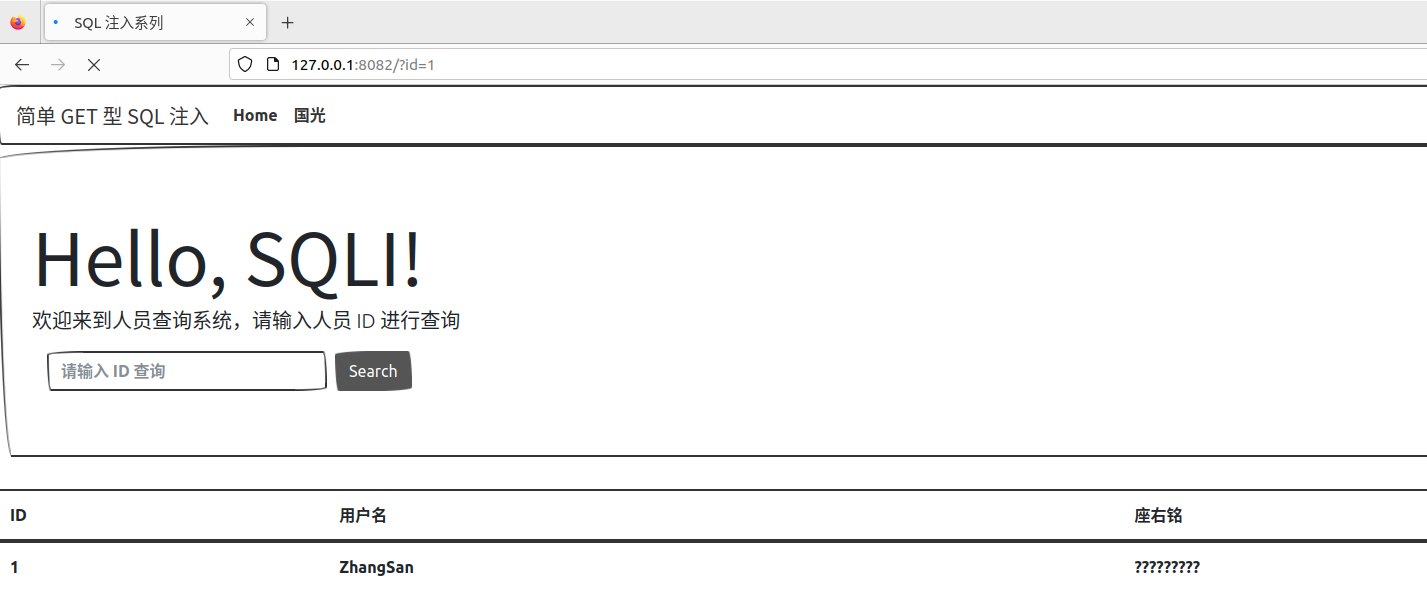 SQL 注入系列
127.0.0.1:8082/?id=1
简单 GET 型 SQL 注入 Home 国光
Hello, SQLI!
欢迎来到人员查询系统，请输入人员 ID 进行查询
请输入 ID 查询 Search
ID 用户名 座右铭
1 ZhangSan ?????????